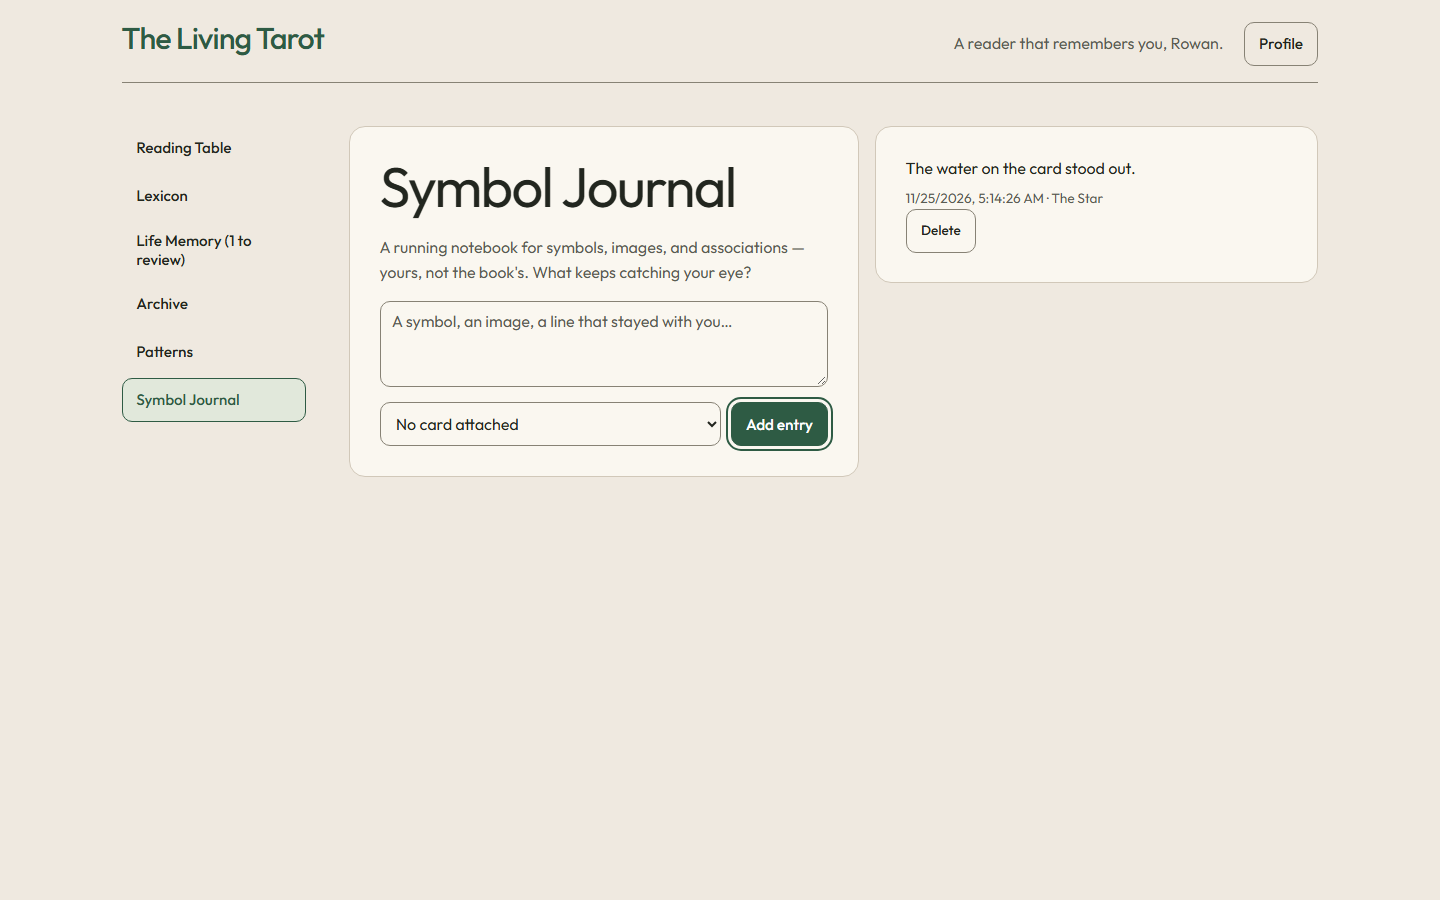 The Living Tarot
A reader that remembers you, Rowan.
Profile
Reading Table
Lexicon
Life Memory (1 to
review)
Archive
Patterns
Symbol Journal
Symbol Journal
A running notebook for symbols, images, and associations —
yours, not the book's. What keeps catching your eye?
A symbol, an image, a line that stayed with you…
No card attached
Add entry
The water on the card stood out.
11/25/2026, 5:14:26 AM · The Star
Delete